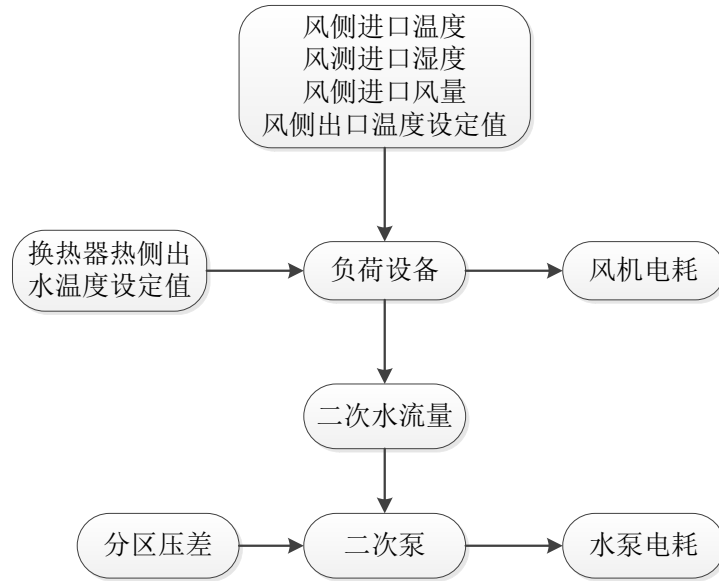 风侧进口温度
风测进口湿度
风侧进口风量
风侧出口温度设定值
换热器热侧出
水温度设定值
负荷设备
风机电耗
二次水流量
分区压差
二次泵
水泵电耗